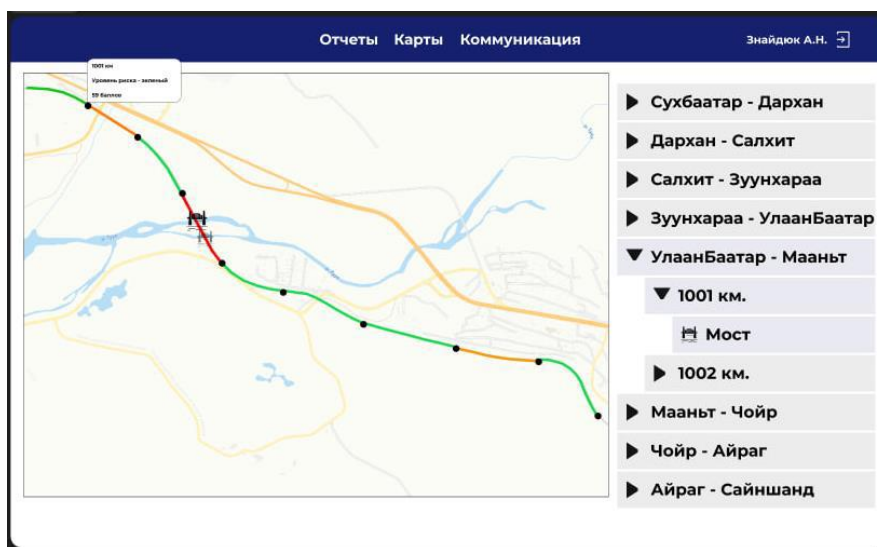 Отчеты Карты Коммуникация
Знайдюк А.Н.
1001 км
Уровень риска - зеленый
59 баллов
Сухбаатар - Дархан
Дархан - Салхит
Салхит - Зуунхараа
Зуунхараа - УлаанБаатар
УлаанБаатар - Мааньт
1001 км.
Мост
1002 км.
Мааньт - Чойр
Чойр - Айраг
Айраг - Сайншанд